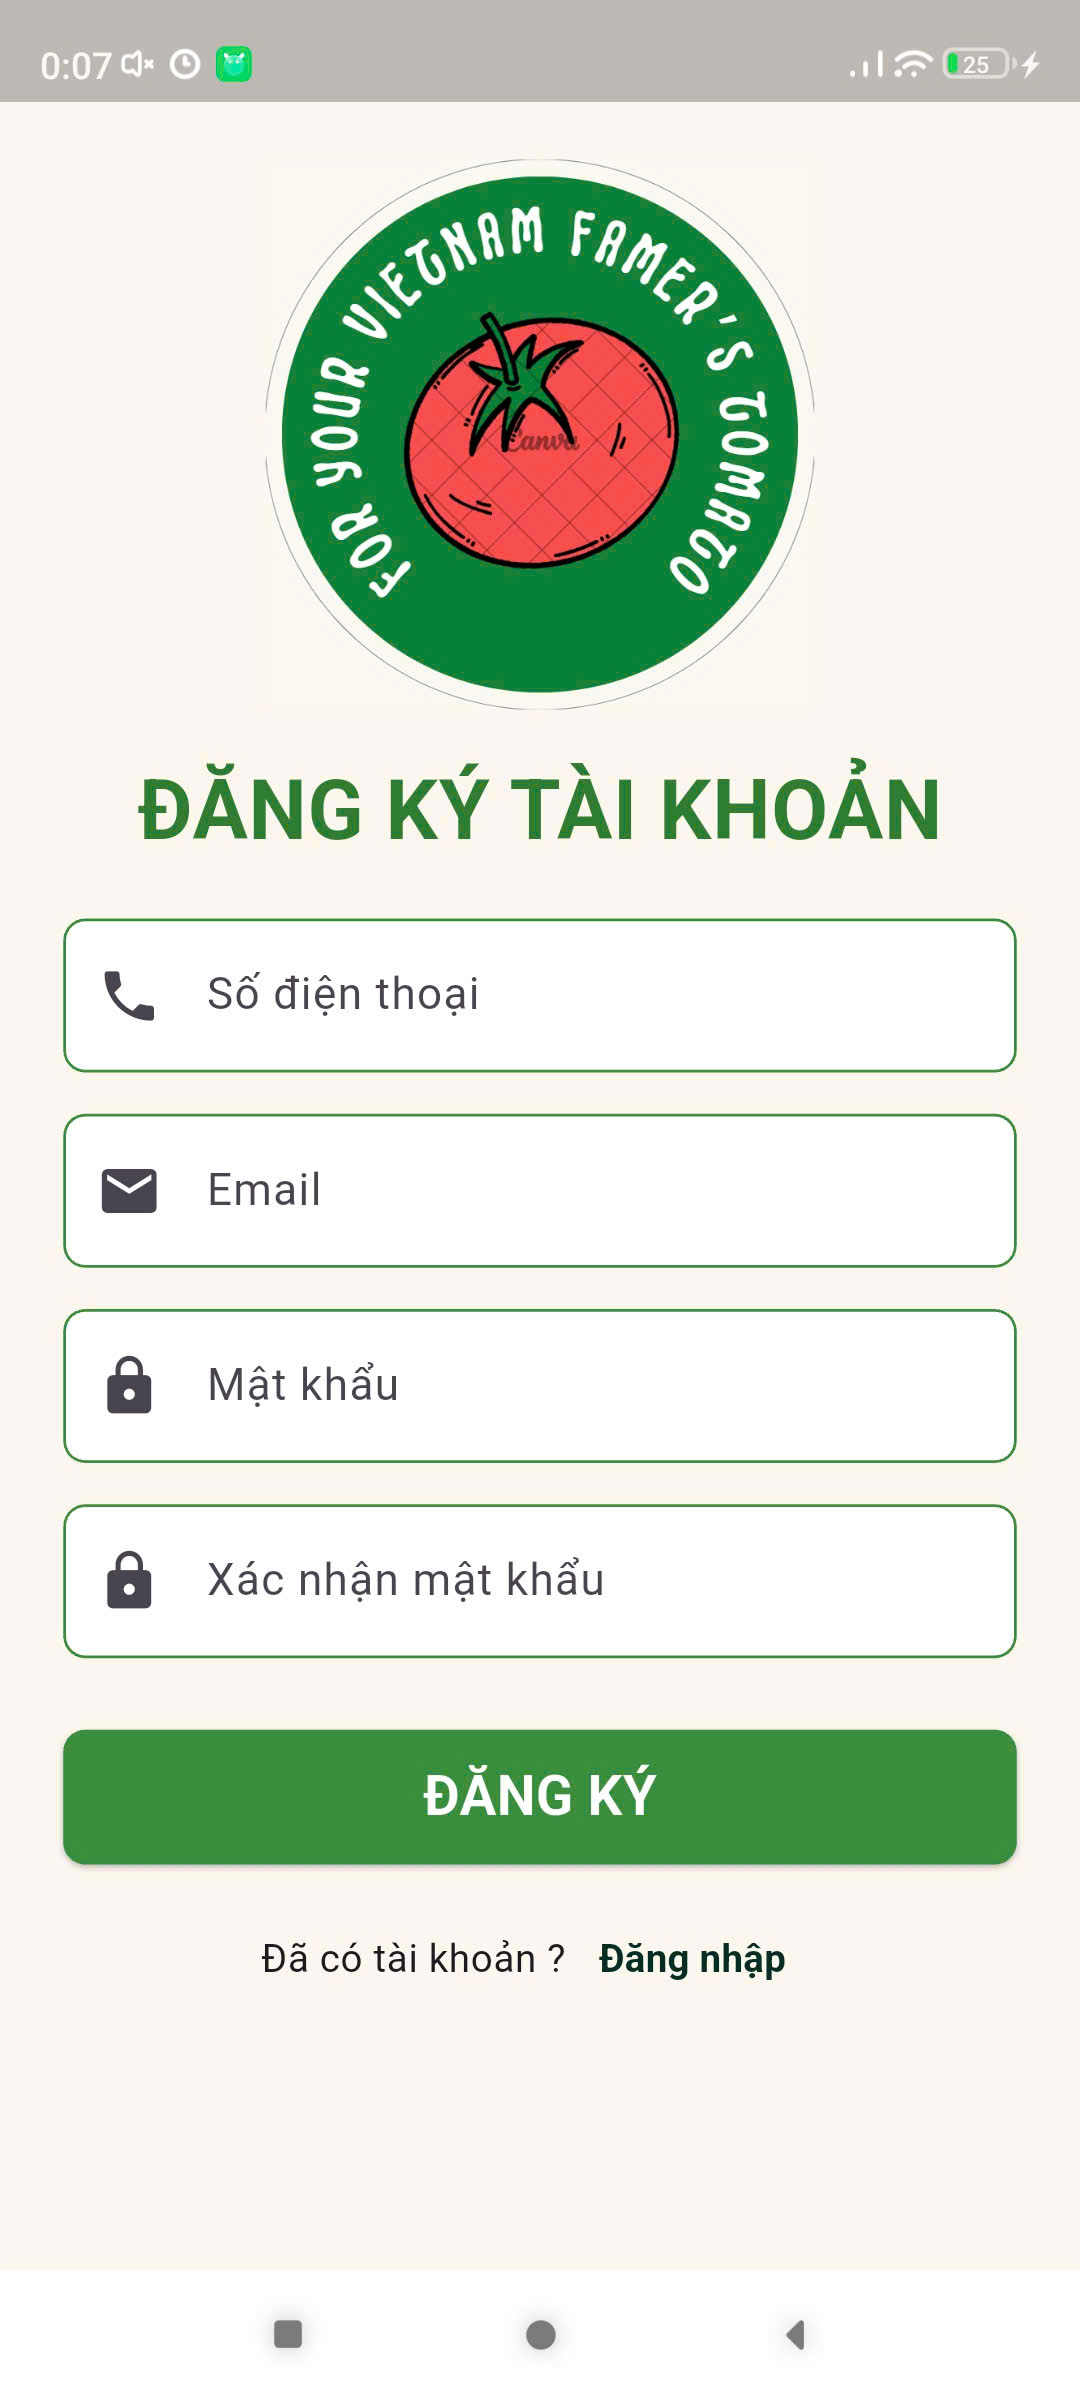 0:07
25
FOR YOUR VIETNAM FAMER'S TOMATO
Canva
ĐĂNG KÝ TÀI KHOẢN
Số điện thoại
Email
Mật khẩu
Xác nhận mật khẩu
ĐĂNG KÝ
Đã có tài khoản ? Đăng nhập